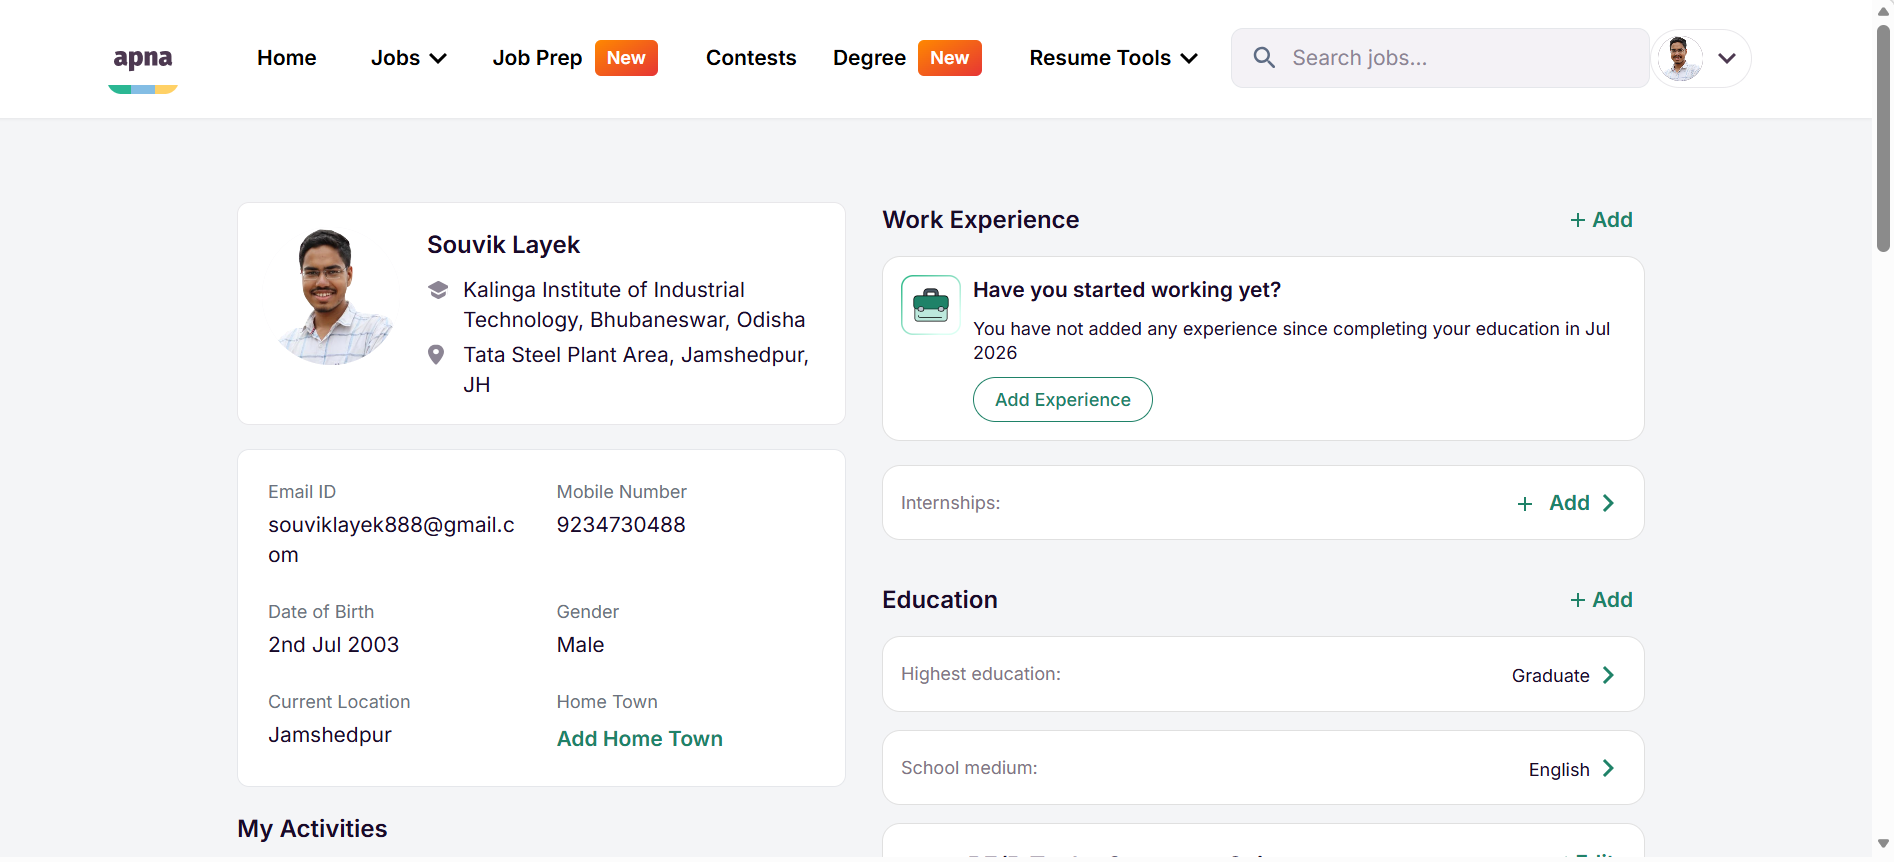 apna
Home
Jobs
Job Prep
New
Contests
Degree
New
Resume Tools
Search jobs...
Souvik Layek
Kalinga Institute of Industrial
Technology, Bhubaneswar, Odisha
Tata Steel Plant Area, Jamshedpur,
JH
Email ID
souviklayek888@gmail.c
om
Mobile Number
9234730488
Date of Birth
2nd Jul 2003
Gender
Male
Current Location
Jamshedpur
Home Town
Add Home Town
My Activities
Work Experience
+ Add
Have you started working yet?
You have not added any experience since completing your education in Jul
2026
Add Experience
Internships:
+ Add
Education
+ Add
Highest education:
Graduate
School medium:
English